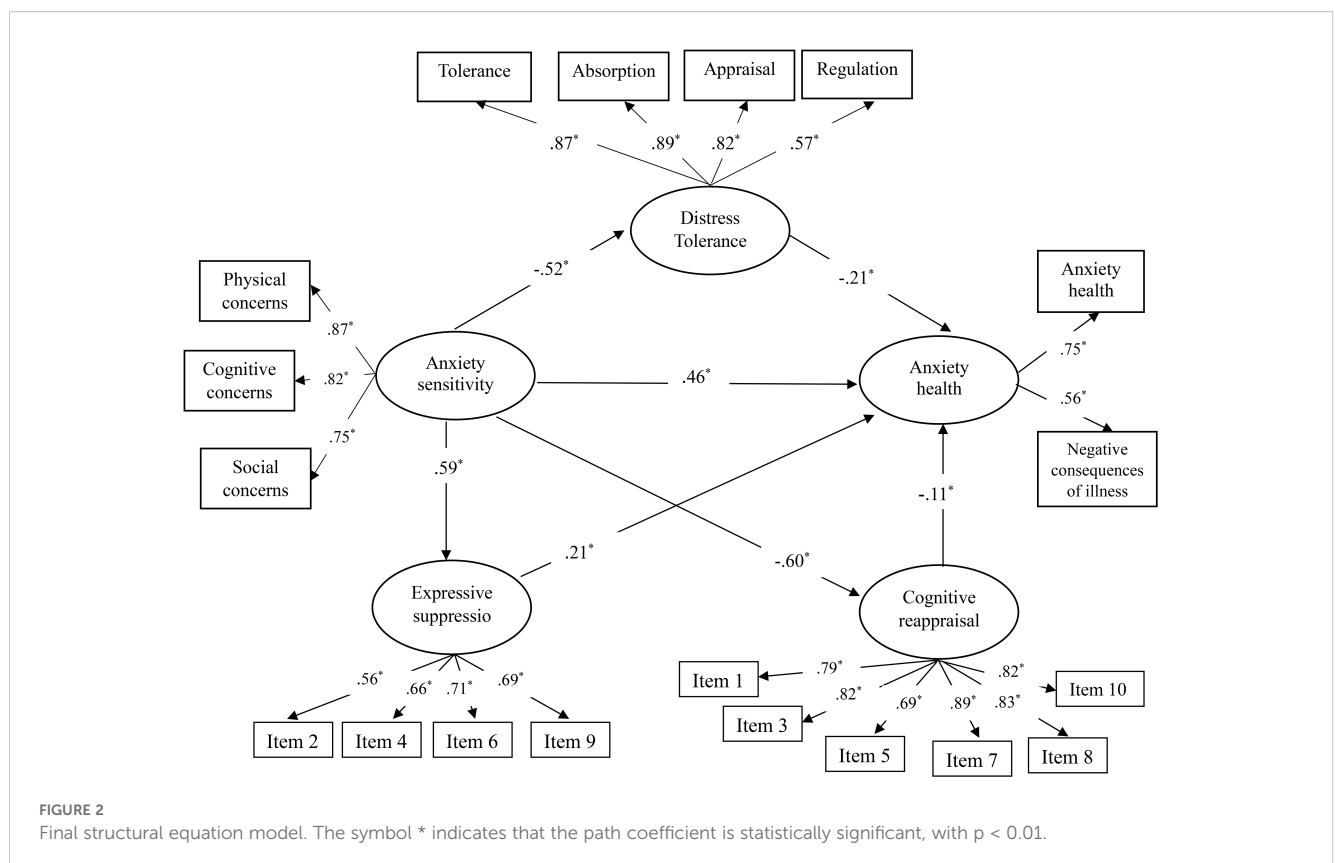 Tolerance
Absorption
Appraisal
Regulation
.87*
.89*
.82*
.57*
Distress
Tolerance
-.52*
-.21*
Physical
concerns
.87*
Cognitive
concerns
.82*
Social
concerns
.75*
Anxiety
sensitivity
.46*
Anxiety
health
Anxiety
health
.75*
.56*
Negative
consequences
of illness
.59*
-.11*
.21*
-.60*
Expressive
suppressio
Cognitive
reappraisal
.56*
.66*
.71*
.69*
Item 2
Item 4
Item 6
Item 9
.79*
.82*
.69*
.89*
.83*
.82*
Item 1
Item 3
Item 5
Item 7
Item 8
Item 10
FIGURE 2
Final structural equation model. The symbol * indicates that the path coefficient is statistically significant, with p < 0.01.